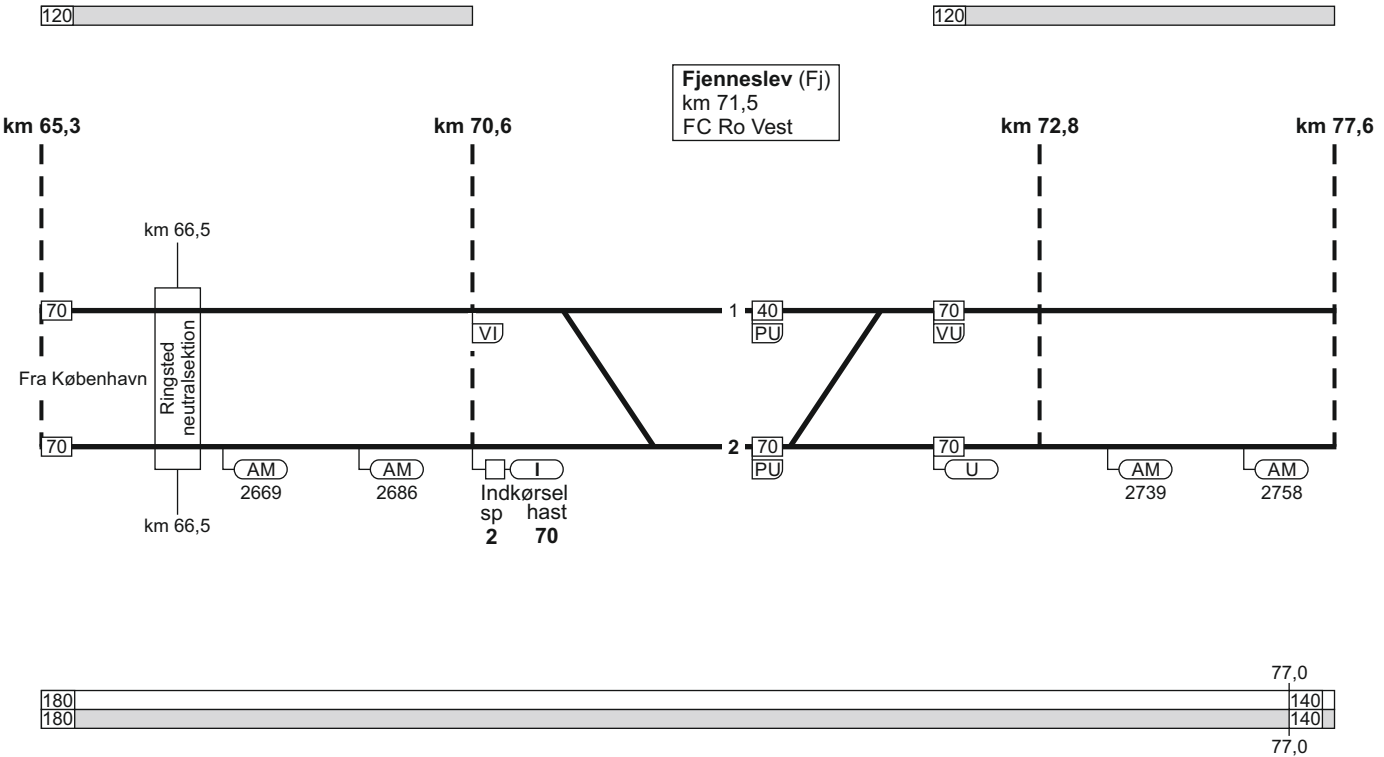 120
120
Fjenneslev (Fj)
km 71,5
FC Ro Vest
km 65,3
km 70,6
km 72,8
km 77,6
km 66,5
70
1
40
70
VI
PU
VU
Fra København
Ringsted
neutralsektion
70
2
70
70
AM
2669
AM
2686
I
Indkørsel
sp
hast
2
70
PU
U
AM
2739
AM
2758
km 66,5
77,0
180
140
180
140
77,0